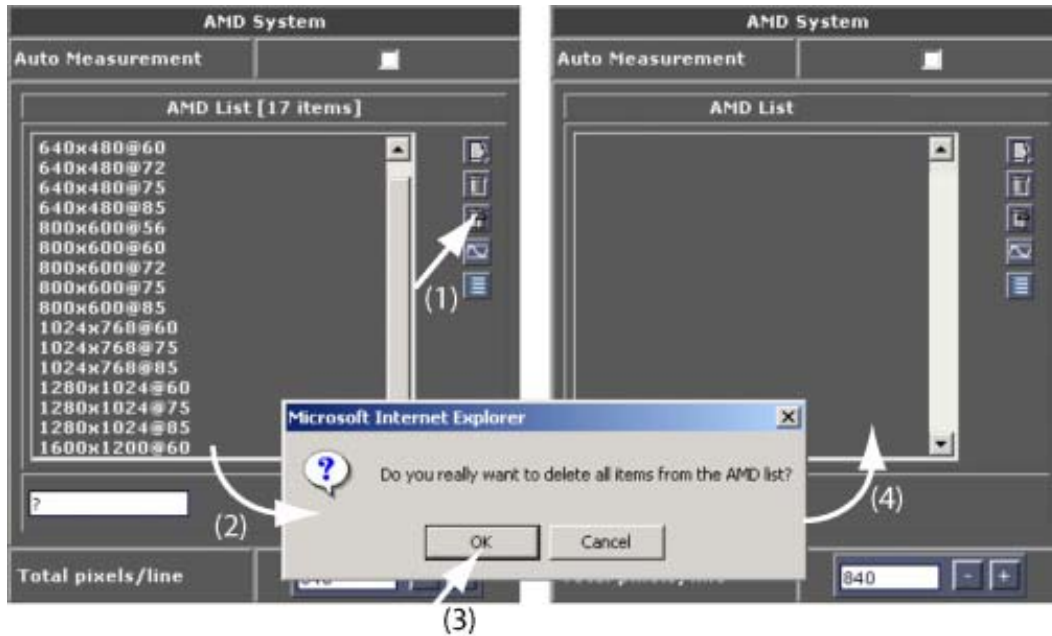 AMD System
Auto Measurement
AMD List [17 items]
640x480@60
640x480@72
640x480@75
640x480@85
800x600@56
800x600@60
800x600@72
800x600@75
800x600@85
1024x768@60
1024x768@75
1024x768@85
1280x1024@60
1280x1024@75
1280x1024@85
1600x1200@60
(1)
?
(2)
Total pixels/line
Microsoft Internet Explorer
Do you really want to delete all items from the AMD list?
OK
Cancel
(3)
AMD System
Auto Measurement
AMD List
(4)
840
-
+